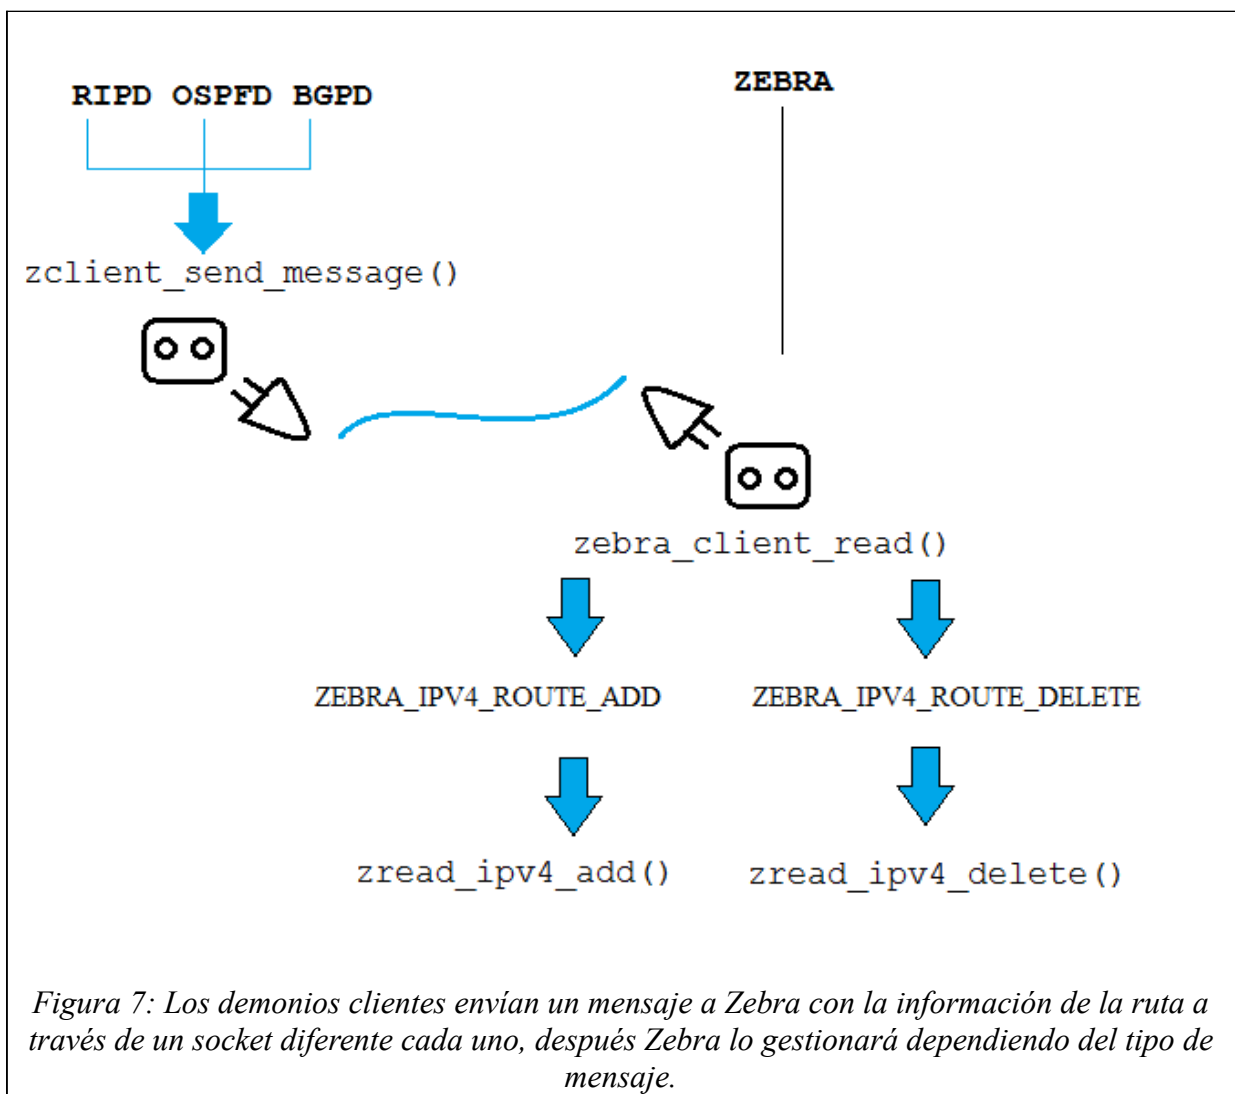 RIPD OSPFD BGPD
ZEBRA
zclient_send_message()
zebra_client_read()
ZEBRA_IPV4_ROUTE_ADD
ZEBRA_IPV4_ROUTE_DELETE
zread_ipv4_add()
zread_ipv4_delete()
Figura 7: Los demonios clientes envían un mensaje a Zebra con la información de la ruta a
través de un socket diferente cada uno, después Zebra lo gestionará dependiendo del tipo de
mensaje.